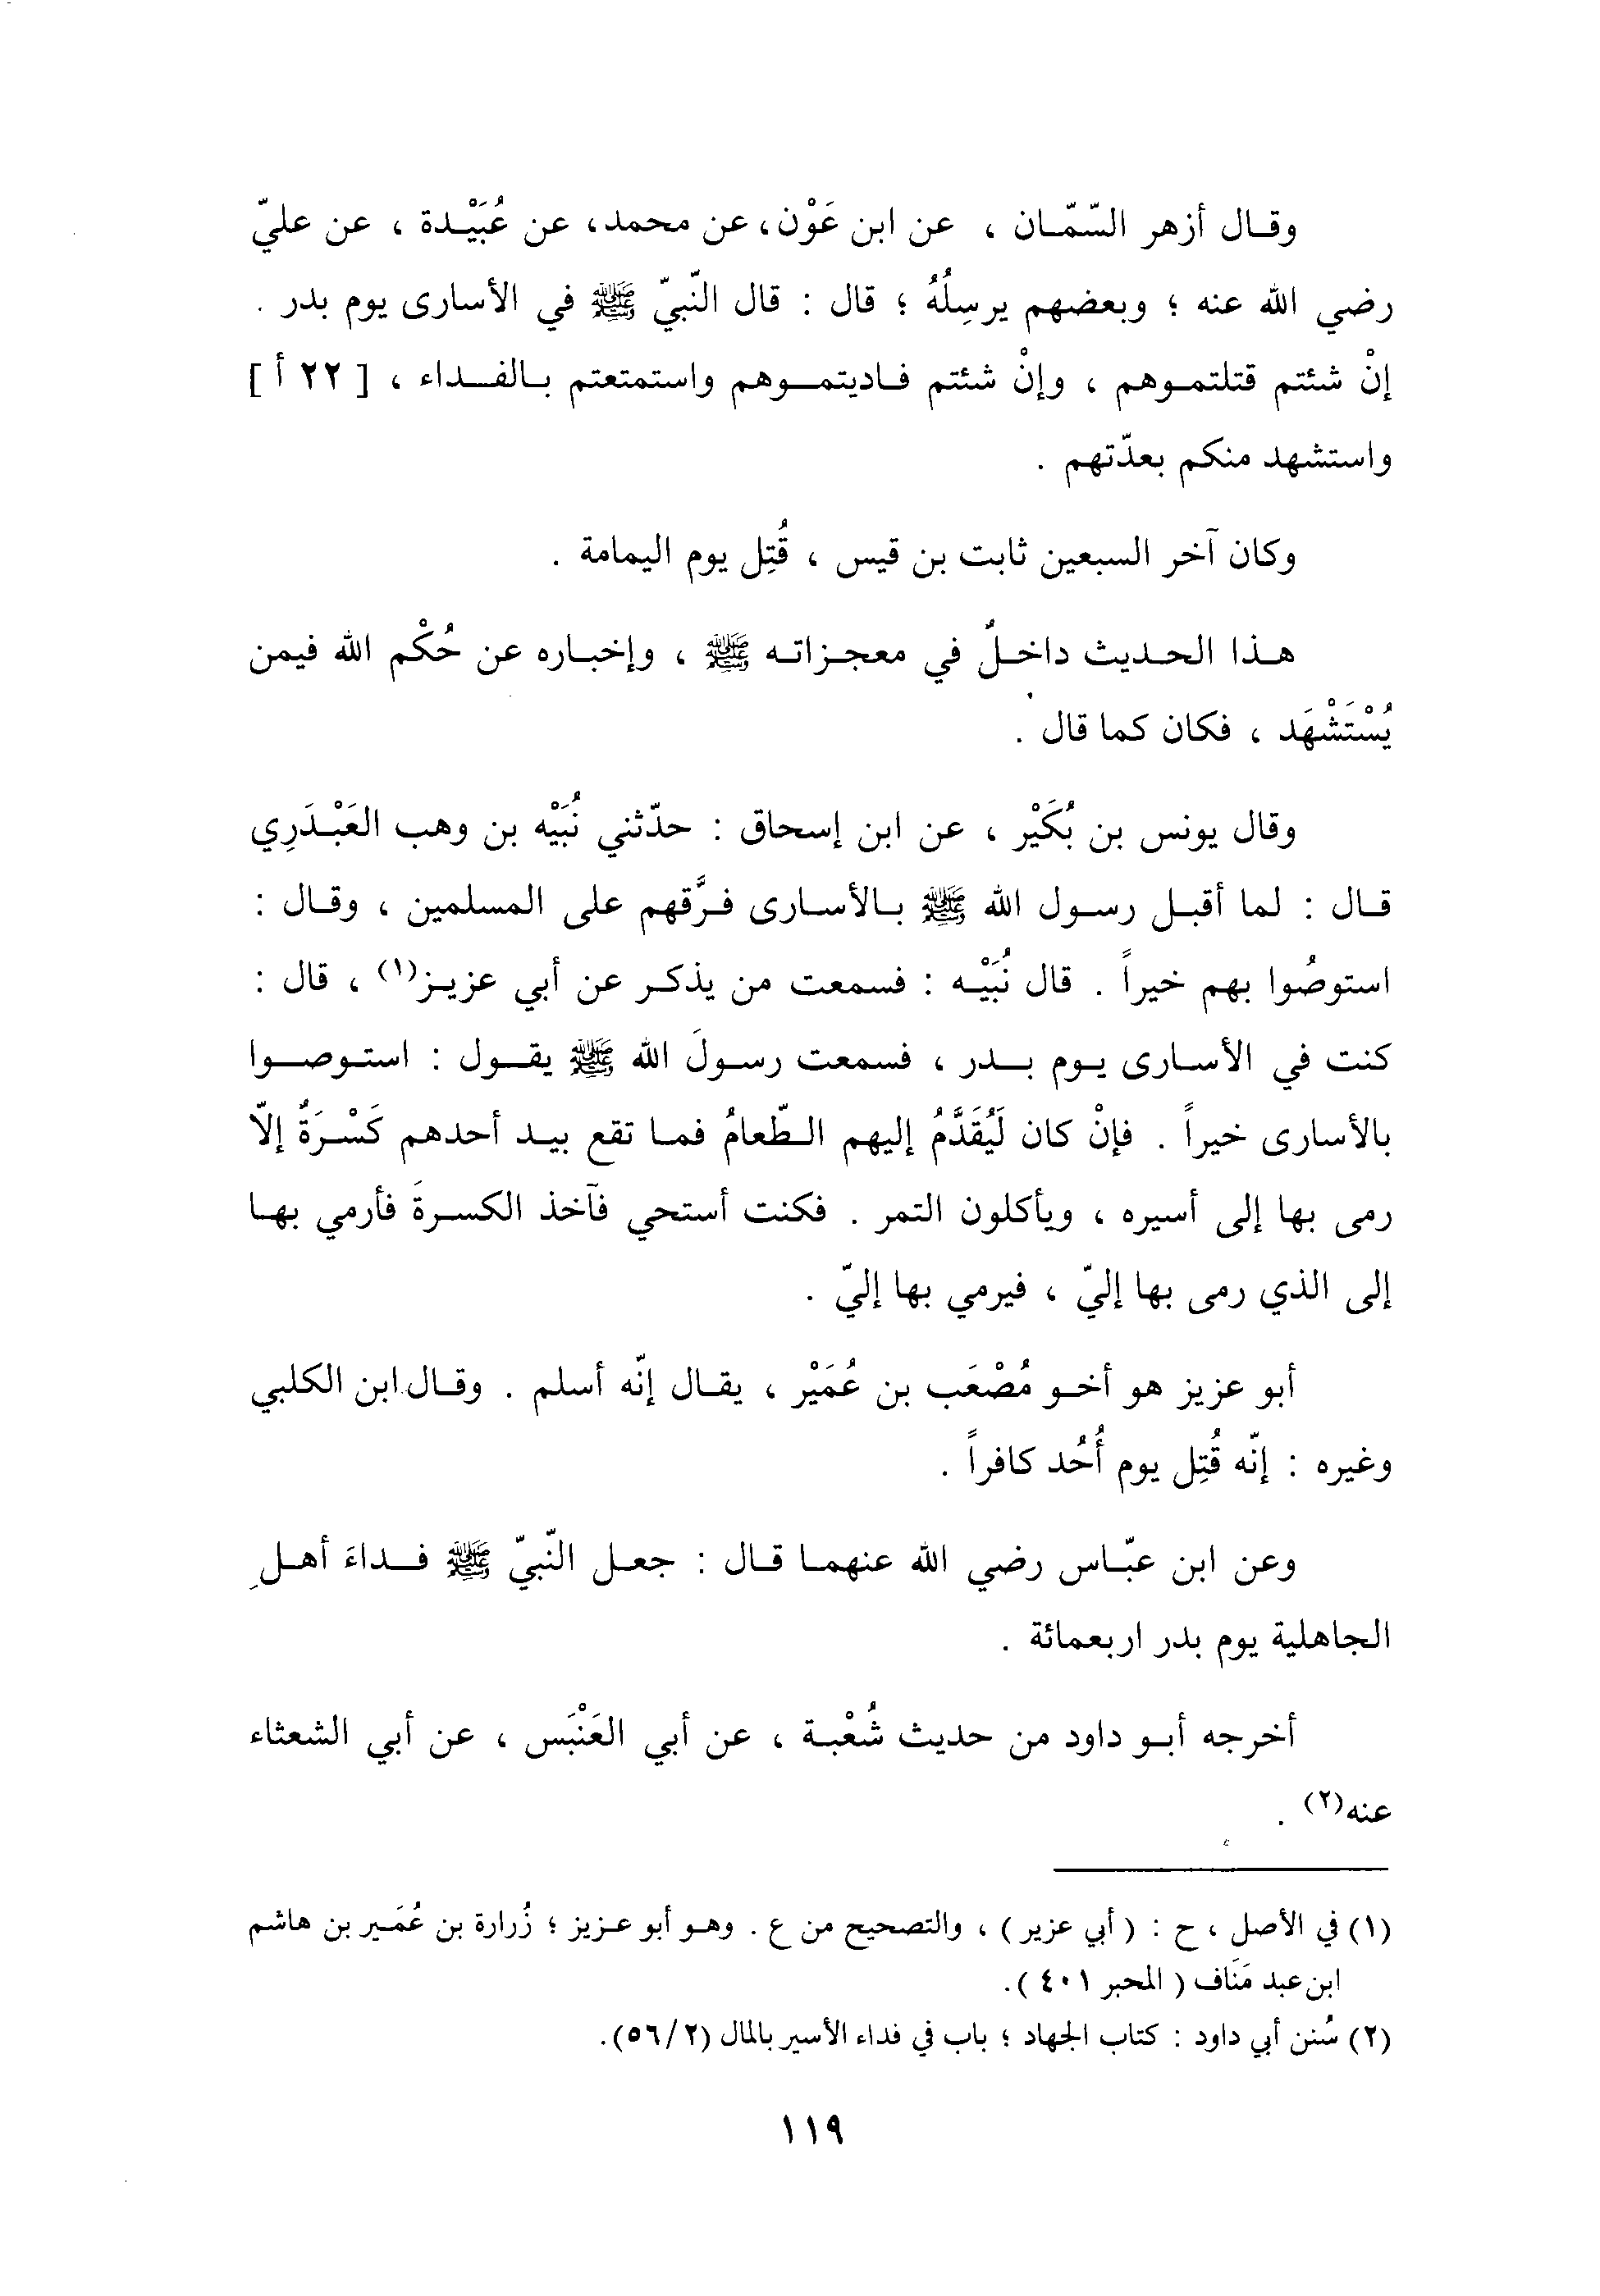 وقال أزهر السّمّان ، عن ابن عَوْن، عن محمد، عن عُبَيْدة ، عن عليّ
رضي الله عنه ؛ وبعضهم يرسِلُهُ ؛ قال : قال النّبيّ ﷺ في الأسارى يوم بدر .
إنْ شئتم قتلتموهم ، وإنْ شئتم فاديتموهم واستمتعتم بالفداء ، [ ٢٢ أ ]
واستشهد منكم بعدّتهم .
وكان آخر السبعين ثابت بن قيس ، قُتِل يوم اليمامة .
هذا الحديث داخلٌ في معجزاته ﷺ ، وإخباره عن حُكْم الله فيمن
يُسْتَشْهَد ، فكان كما قال .
وقال يونس بن بُكَيْر ، عن ابن إسحاق : حدّثني نُبَيْه بن وهب العَبْدَرِي
قال : لما أقبل رسول الله ﷺ بالأسارى فرَّقهم على المسلمين ، وقال :
استوصُوا بهم خيراً . قال نُبَيْه : فسمعت من يذكر عن أبي عزيز(١) ، قال :
كنت في الأسارى يوم بدر ، فسمعت رسولَ الله ﷺ يقول : استوصوا
بالأسارى خيراً . فإنْ كان لَيُقَدَّمُ إليهم الطّعامُ فما تقع بيد أحدهم كَسْرَةٌ إلّا
رمى بها إلى أسيره ، ويأكلون التمر . فكنت أستحي فآخذ الكسرةَ فأرمي بها
إلى الذي رمى بها إليّ ، فيرمي بها إليّ .
أبو عزيز هو أخو مُصْعَب بن عُمَيْر ، يقال إنّه أسلم . وقال ابن الكلبي
وغيره : إنّه قُتِل يوم أُحُد كافراً .
وعن ابن عبّاس رضي الله عنهما قال : جعل النّبيّ ﷺ فداءَ أهلِ
الجاهلية يوم بدر اربعمائة .
أخرجه أبو داود من حديث شُعْبة ، عن أبي العَنْبَس ، عن أبي الشعثاء
عنه(٢) .
(١) في الأصل ، ح : ( أبي عزير ) ، والتصحيح من ع . وهو أبو عزيز ؛ زُرارة بن عُمَير بن هاشم
ابن عبد مَنَاف ( المحبر ٤٠١ ).
(٢) سُنن أبي داود : كتاب الجهاد ؛ باب في فداء الأسير بالمال (٥٦/٢).
١١٩